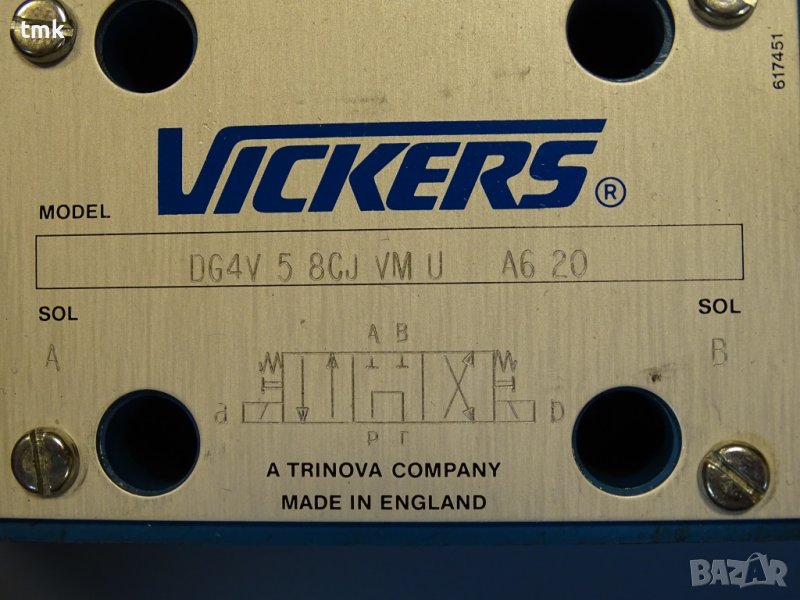 tmk
617451
VICKERS®
MODEL
DG4V 5 8CJ VM U A6 20
SOL SOL
A B
A B
a b
P T
A TRINOVA COMPANY
MADE IN ENGLAND
BAZAR